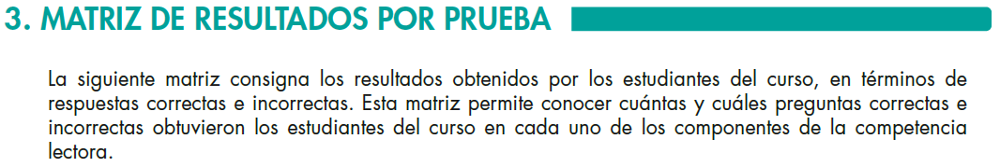 3. MATRIZ DE RESULTADOS POR PRUEBA
La siguiente matriz consigna los resultados obtenidos por los estudiantes del curso, en términos de
respuestas correctas e incorrectas. Esta matriz permite conocer cuántas y cuáles preguntas correctas e
incorrectas obtuvieron los estudiantes del curso en cada uno de los componentes de la competencia
lectora.